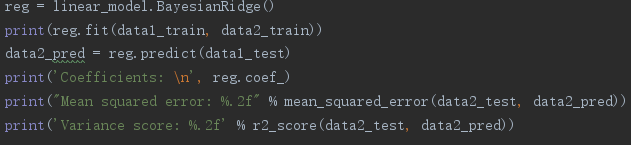 reg = linear_model.BayesianRidge()
print(reg.fit(data1_train, data2_train))
data2_pred = reg.predict(data1_test)
print('Coefficients: \n', reg.coef_)
print("Mean squared error: %.2f" % mean_squared_error(data2_test, data2_pred))
print('Variance score: %.2f' % r2_score(data2_test, data2_pred))